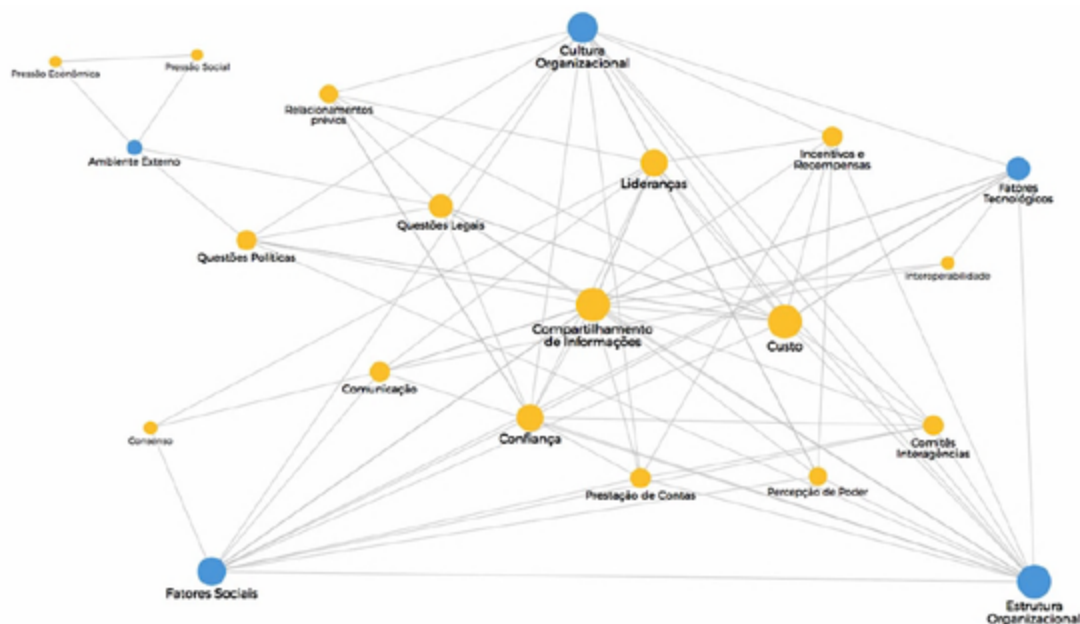 Cultura
Organizacional
Pressão Econômica
Pressão Social
Relacionamentos
prévios
Incentivos e
Recompensas
Ambiente Externo
Lideranças
Fatores
Tecnológicos
Questões Legais
Questões Políticas
Interoperabilidade
Compartilhamento
de Informações
Custo
Comunicação
Consenso
Confiança
Comitês
Interagências
Prestação de Contas
Percepção de Poder
Fatores Sociais
Estrutura
Organizacional